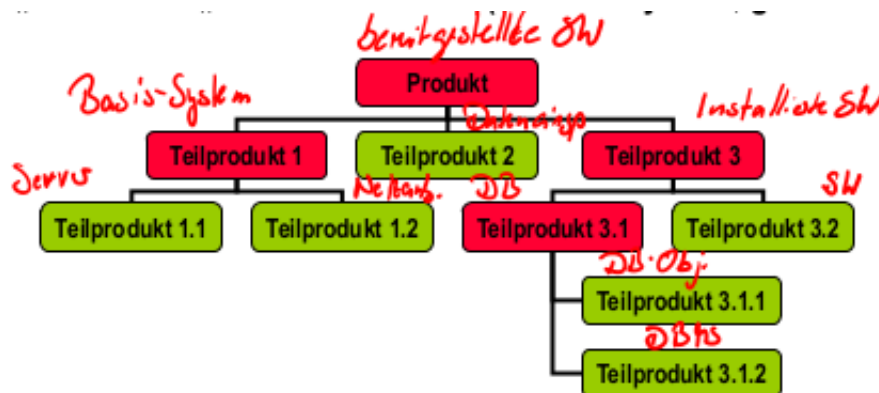 bereitgestellte SW
Produkt
Basis-System
Installierte SW
Teilprodukt 1
Teilprodukt 2
Teilprodukt 3
Server
DB
SW
Teilprodukt 1.1
Teilprodukt 1.2
Teilprodukt 3.1
Teilprodukt 3.2
DB-Obj.
Teilprodukt 3.1.1
DBMS
Teilprodukt 3.1.2